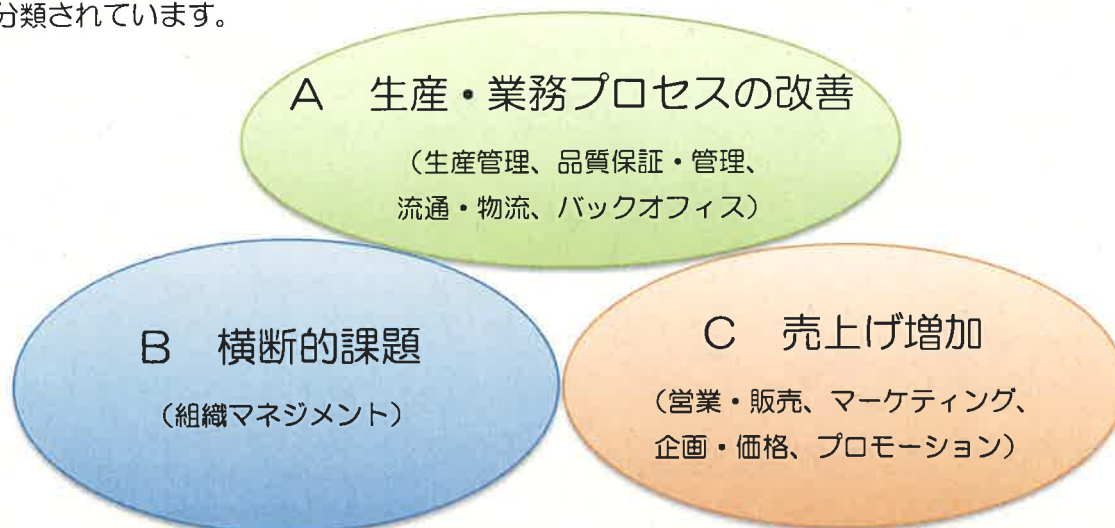 分類されています。
A 生産・業務プロセスの改善
（生産管理、品質保証・管理、
流通・物流、バックオフィス）
B 横断的課題
（組織マネジメント）
C 売上げ増加
（営業・販売、マーケティング、
企画・価格、プロモーション）